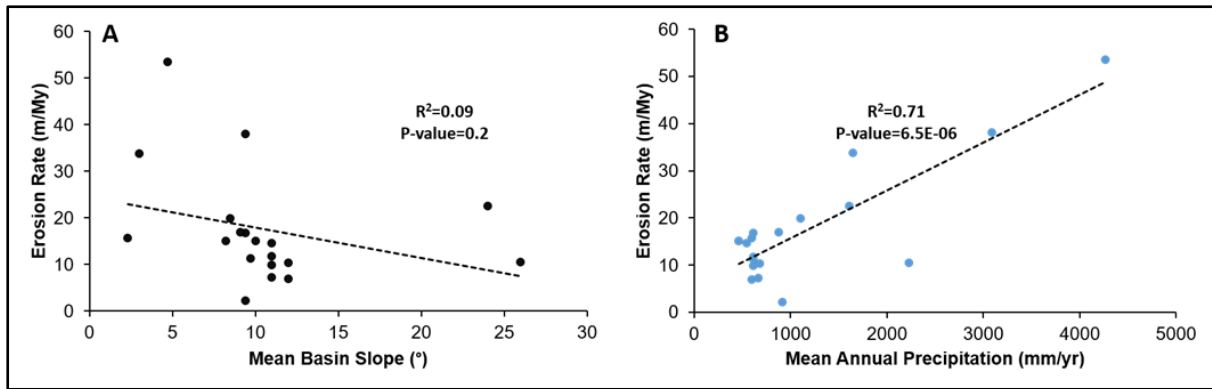 A
R²=0.09
P-value=0.2
Erosion Rate (m/My)
60
50
40
30
20
10
0
0 5 10 15 20 25 30
Mean Basin Slope (°)
B
R²=0.71
P-value=6.5E-06
Erosion Rate (m/My)
60
50
40
30
20
10
0
0 1000 2000 3000 4000 5000
Mean Annual Precipitation (mm/yr)